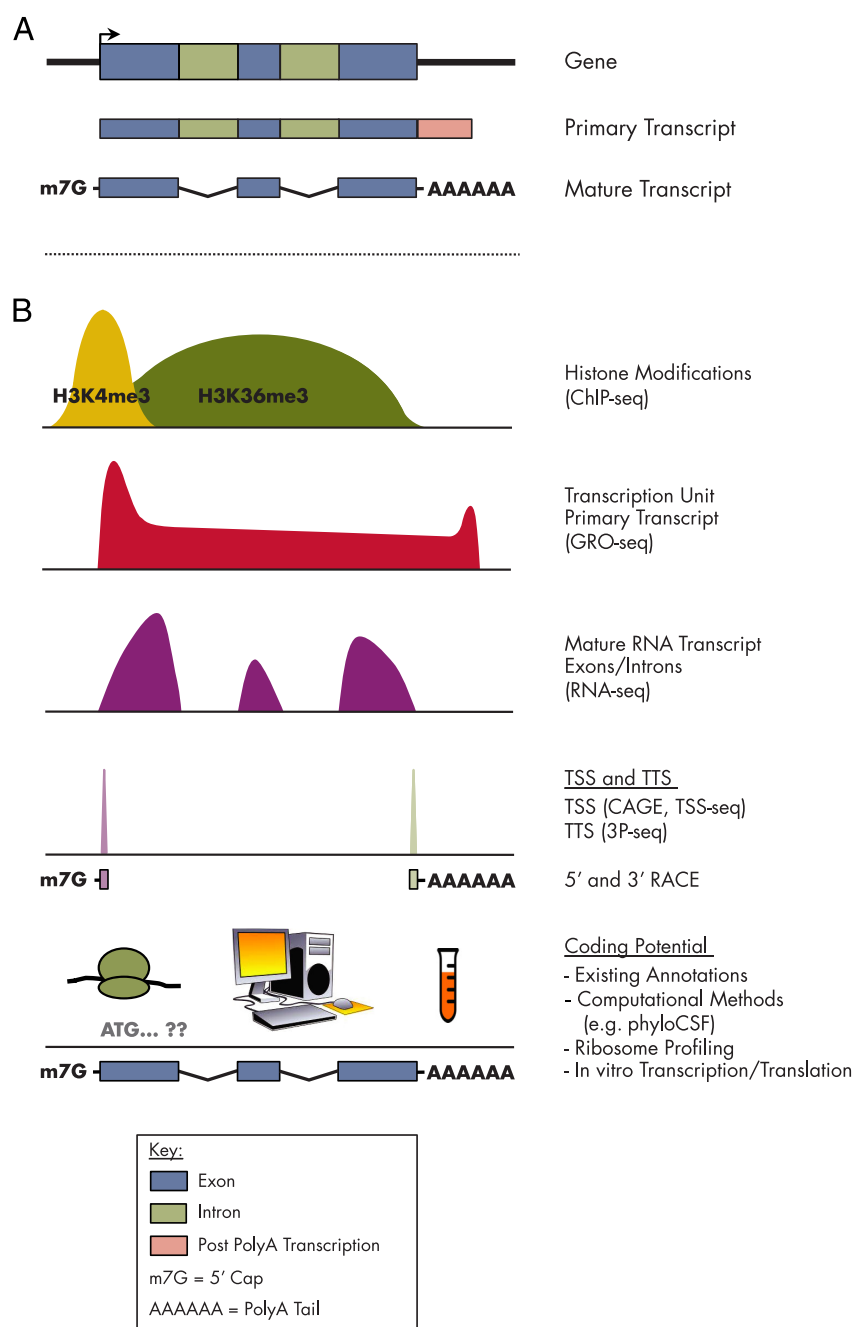 A
Gene
Primary Transcript
m7G
AAAAAA
Mature Transcript
B
H3K4me3
H3K36me3
Histone Modifications
(ChIP-seq)
Transcription Unit
Primary Transcript
(GRO-seq)
Mature RNA Transcript
Exons/Introns
(RNA-seq)
TSS and TTS
TSS (CAGE, TSS-seq)
TTS (3P-seq)
m7G
AAAAAA
5’ and 3’ RACE
Coding Potential
- Existing Annotations
- Computational Methods
(e.g. phyloCSF)
- Ribosome Profiling
- In vitro Transcription/Translation
ATG... ??
m7G
AAAAAA
Key:
Exon
Intron
Post PolyA Transcription
m7G = 5’ Cap
AAAAAA = PolyA Tail